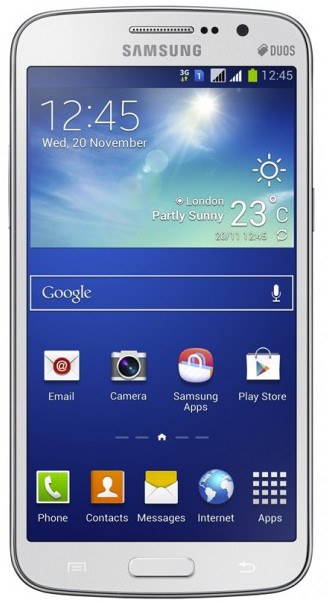 SAMSUNG
DUOS
3G 1 12:45
12:45
Wed, 20 November
London
Partly Sunny
23°C
20/11 12:45
Google
@
Email
Camera
Samsung
Apps
Play Store
Phone
Contacts
Messages
Internet
Apps